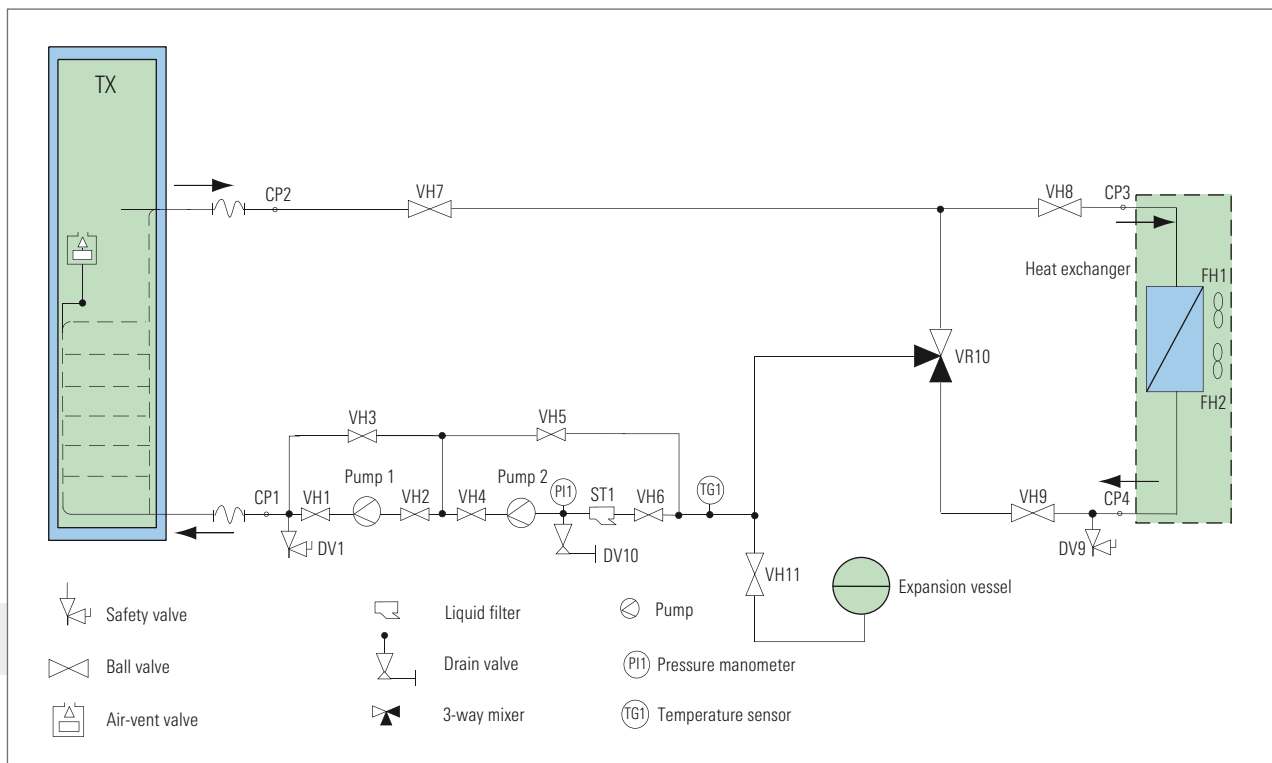 TX
CP2
VH7
VH8
CP3
Heat exchanger
FH1
VR10
FH2
VH3
VH5
Pump 1
Pump 2
CP1
VH1
VH2
VH4
PI1
ST1
VH6
TG1
VH9
CP4
DV1
DV10
DV9
VH11
Expansion vessel
Safety valve
Liquid filter
Pump
Ball valve
Drain valve
PI1 Pressure manometer
Air-vent valve
3-way mixer
TG1 Temperature sensor